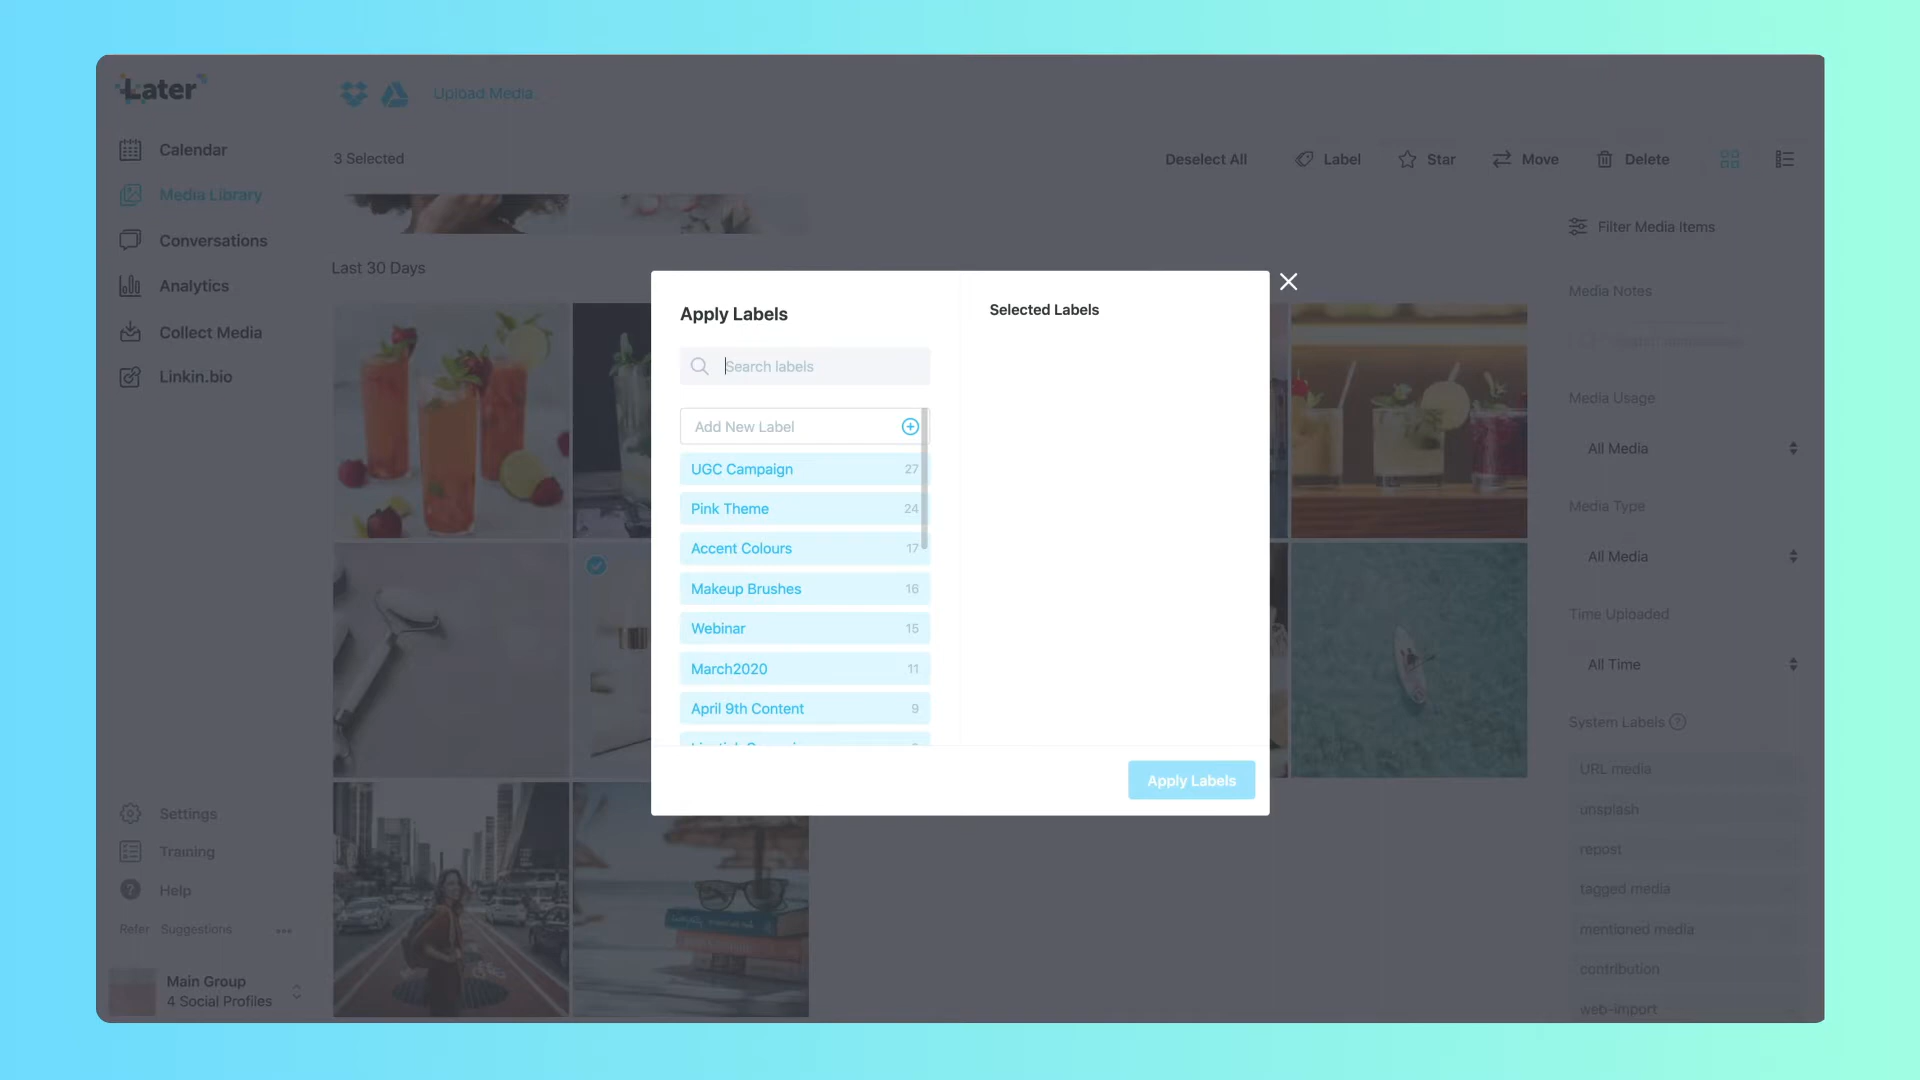 Later
Upload Media
Calendar
Media Library
Conversations
Analytics
Collect Media
Linkin.bio
3 Selected
Deselect All
Label
Star
Move
Delete
Last 30 Days
Filter Media Items
Media Notes
Media Usage
All Media
Media Type
All Media
Time Uploaded
All Time
System Labels
URL media
unsplash
repost
tagged media
mentioned media
contribution
web-import
Apply Labels
Search labels
Add New Label
UGC Campaign 27
Pink Theme 24
Accent Colours 17
Makeup Brushes 16
Webinar 15
March2020 11
April 9th Content 9
Selected Labels
Apply Labels
Settings
Training
Help
Refer Suggestions
Main Group
4 Social Profiles